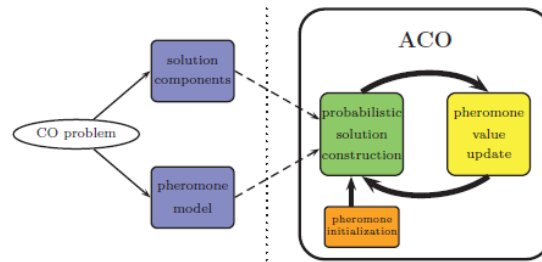 ACO
solution
components
CO problem
pheromone
model
probabilistic
solution
construction
pheromone
value
update
pheromone
initialization